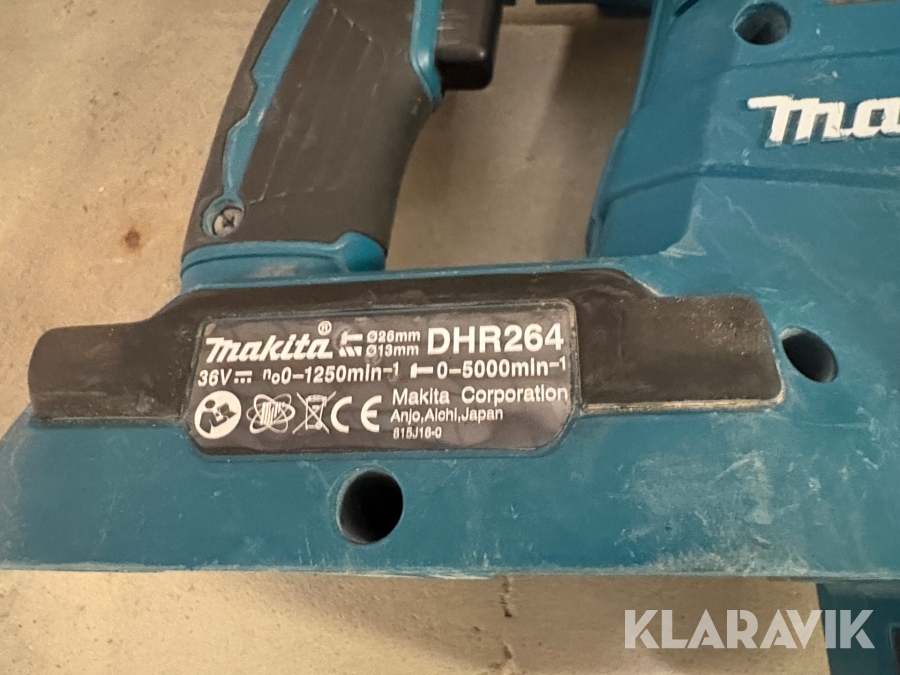 makita
makita® Ø26mm Ø13mm DHR264
36V n₀0-1250min-1 0-5000min-1
Makita Corporation
Anjo, Aichi, Japan
815J16-0
KLARAVIK